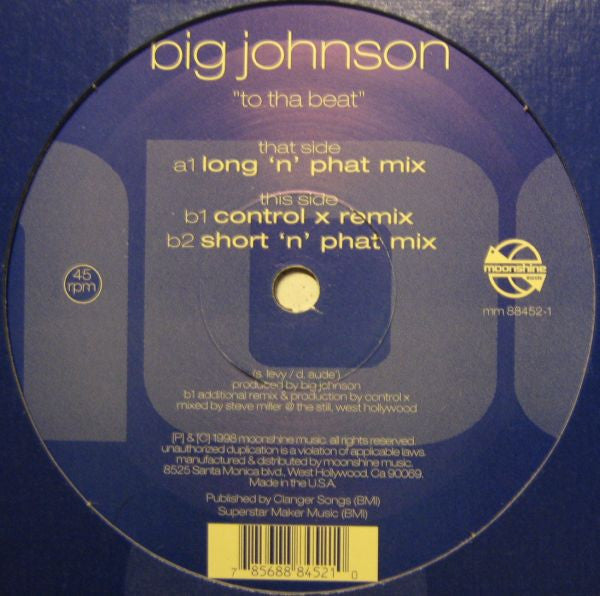 big johnson
"to tha beat"
that side
a1 long 'n' phat mix
this side
b1 control x remix
b2 short 'n' phat mix
45
rpm
moonshine
music
mm 88452-1
(s. levy / d. aude')
produced by big johnson
b1 additional remix & production by control x
mixed by steve miller @ the still, west hollywood
[P] & [C] 1998 moonshine music. all rights reserved.
unauthorized duplication is a violation of applicable laws.
manufactured & distributed by moonshine music.
8525 Santa Monica blvd., West Hollywood, Ca 90069.
Made in the U.S.A.
Published by Clanger Songs (BMI)
Superstar Maker Music (BMI)
7 85688 84521 0